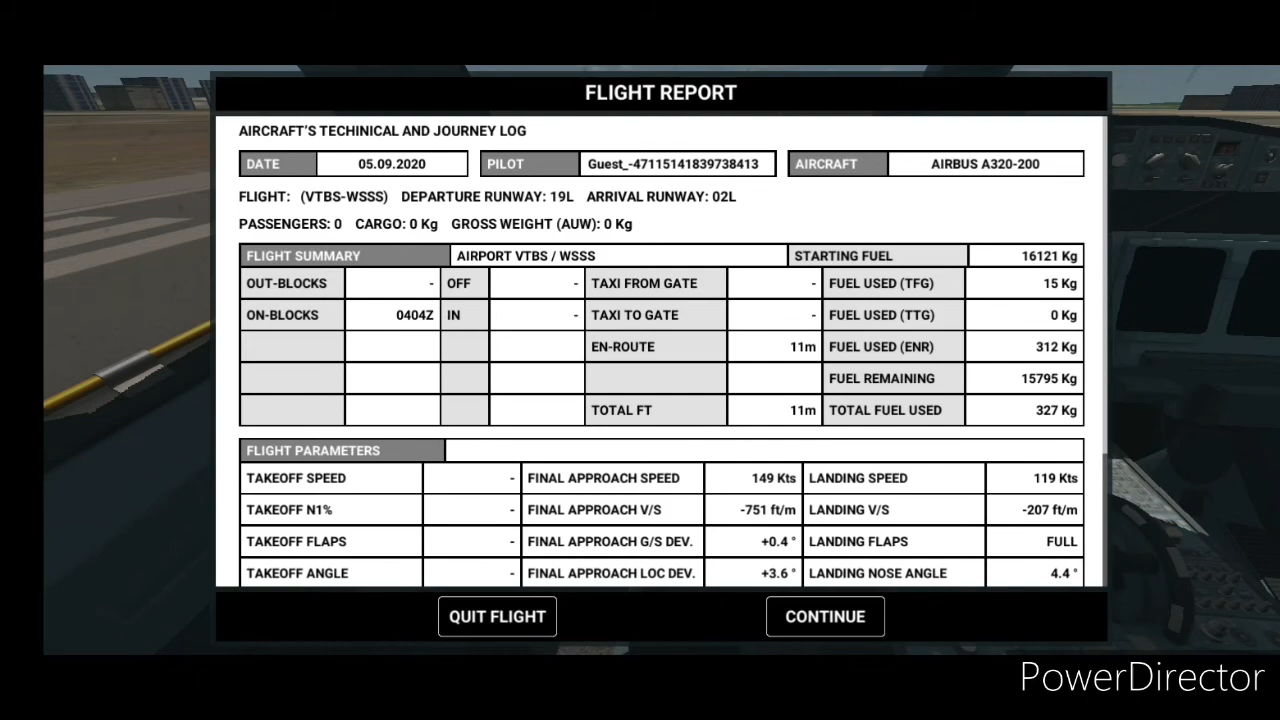 FLIGHT REPORT
AIRCRAFT'S TECHINICAL AND JOURNEY LOG
DATE 05.09.2020 PILOT Guest_-47115141839738413 AIRCRAFT AIRBUS A320-200
FLIGHT: (VTBS-WSSS) DEPARTURE RUNWAY: 19L ARRIVAL RUNWAY: 02L
PASSENGERS: 0 CARGO: 0 Kg GROSS WEIGHT (AUW): 0 Kg
FLIGHT SUMMARY AIRPORT VTBS / WSSS STARTING FUEL 16121 Kg
OUT-BLOCKS - OFF - TAXI FROM GATE - FUEL USED (TFG) 15 Kg
ON-BLOCKS 0404Z IN - TAXI TO GATE - FUEL USED (TTG) 0 Kg
EN-ROUTE 11m FUEL USED (ENR) 312 Kg
FUEL REMAINING 15795 Kg
TOTAL FT 11m TOTAL FUEL USED 327 Kg
FLIGHT PARAMETERS
TAKEOFF SPEED - FINAL APPROACH SPEED 149 Kts LANDING SPEED 119 Kts
TAKEOFF N1% - FINAL APPROACH V/S -751 ft/m LANDING V/S -207 ft/m
TAKEOFF FLAPS - FINAL APPROACH G/S DEV. +0.4 ° LANDING FLAPS FULL
TAKEOFF ANGLE - FINAL APPROACH LOC DEV. +3.6 ° LANDING NOSE ANGLE 4.4 °
QUIT FLIGHT CONTINUE
PowerDirector